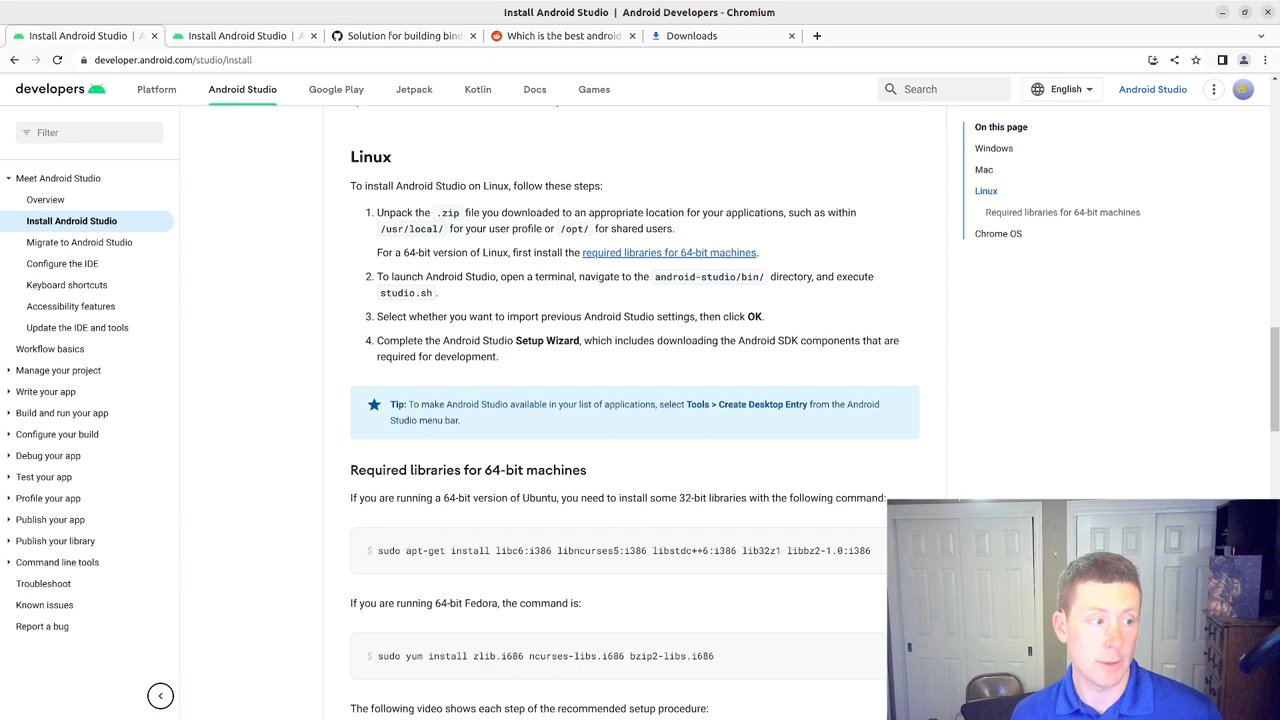 Install Android Studio | Android Developers - Chromium
Install Android Studio | A
Install Android Studio | A
Solution for building bind
Which is the best android
Downloads
developer.android.com/studio/install
developers
Platform
Android Studio
Google Play
Jetpack
Kotlin
Docs
Games
Search
English
Android Studio
Filter
Meet Android Studio
Overview
Install Android Studio
Migrate to Android Studio
Configure the IDE
Keyboard shortcuts
Accessibility features
Update the IDE and tools
Workflow basics
Manage your project
Write your app
Build and run your app
Configure your build
Debug your app
Test your app
Profile your app
Publish your app
Publish your library
Command line tools
Troubleshoot
Known issues
Report a bug
Linux
To install Android Studio on Linux, follow these steps:
1. Unpack the .zip file you downloaded to an appropriate location for your applications, such as within
/usr/local/ for your user profile or /opt/ for shared users.
For a 64-bit version of Linux, first install the required libraries for 64-bit machines.
2. To launch Android Studio, open a terminal, navigate to the android-studio/bin/ directory, and execute
studio.sh.
3. Select whether you want to import previous Android Studio settings, then click OK.
4. Complete the Android Studio Setup Wizard, which includes downloading the Android SDK components that are
required for development.
Tip: To make Android Studio available in your list of applications, select Tools > Create Desktop Entry from the Android
Studio menu bar.
Required libraries for 64-bit machines
If you are running a 64-bit version of Ubuntu, you need to install some 32-bit libraries with the following command:
$ sudo apt-get install libc6:i386 libncurses5:i386 libstdc++6:i386 lib32z1 libbz2-1.0:i386
If you are running 64-bit Fedora, the command is:
$ sudo yum install zlib.i686 ncurses-libs.i686 bzip2-libs.i686
The following video shows each step of the recommended setup procedure:
On this page
Windows
Mac
Linux
Required libraries for 64-bit machines
Chrome OS